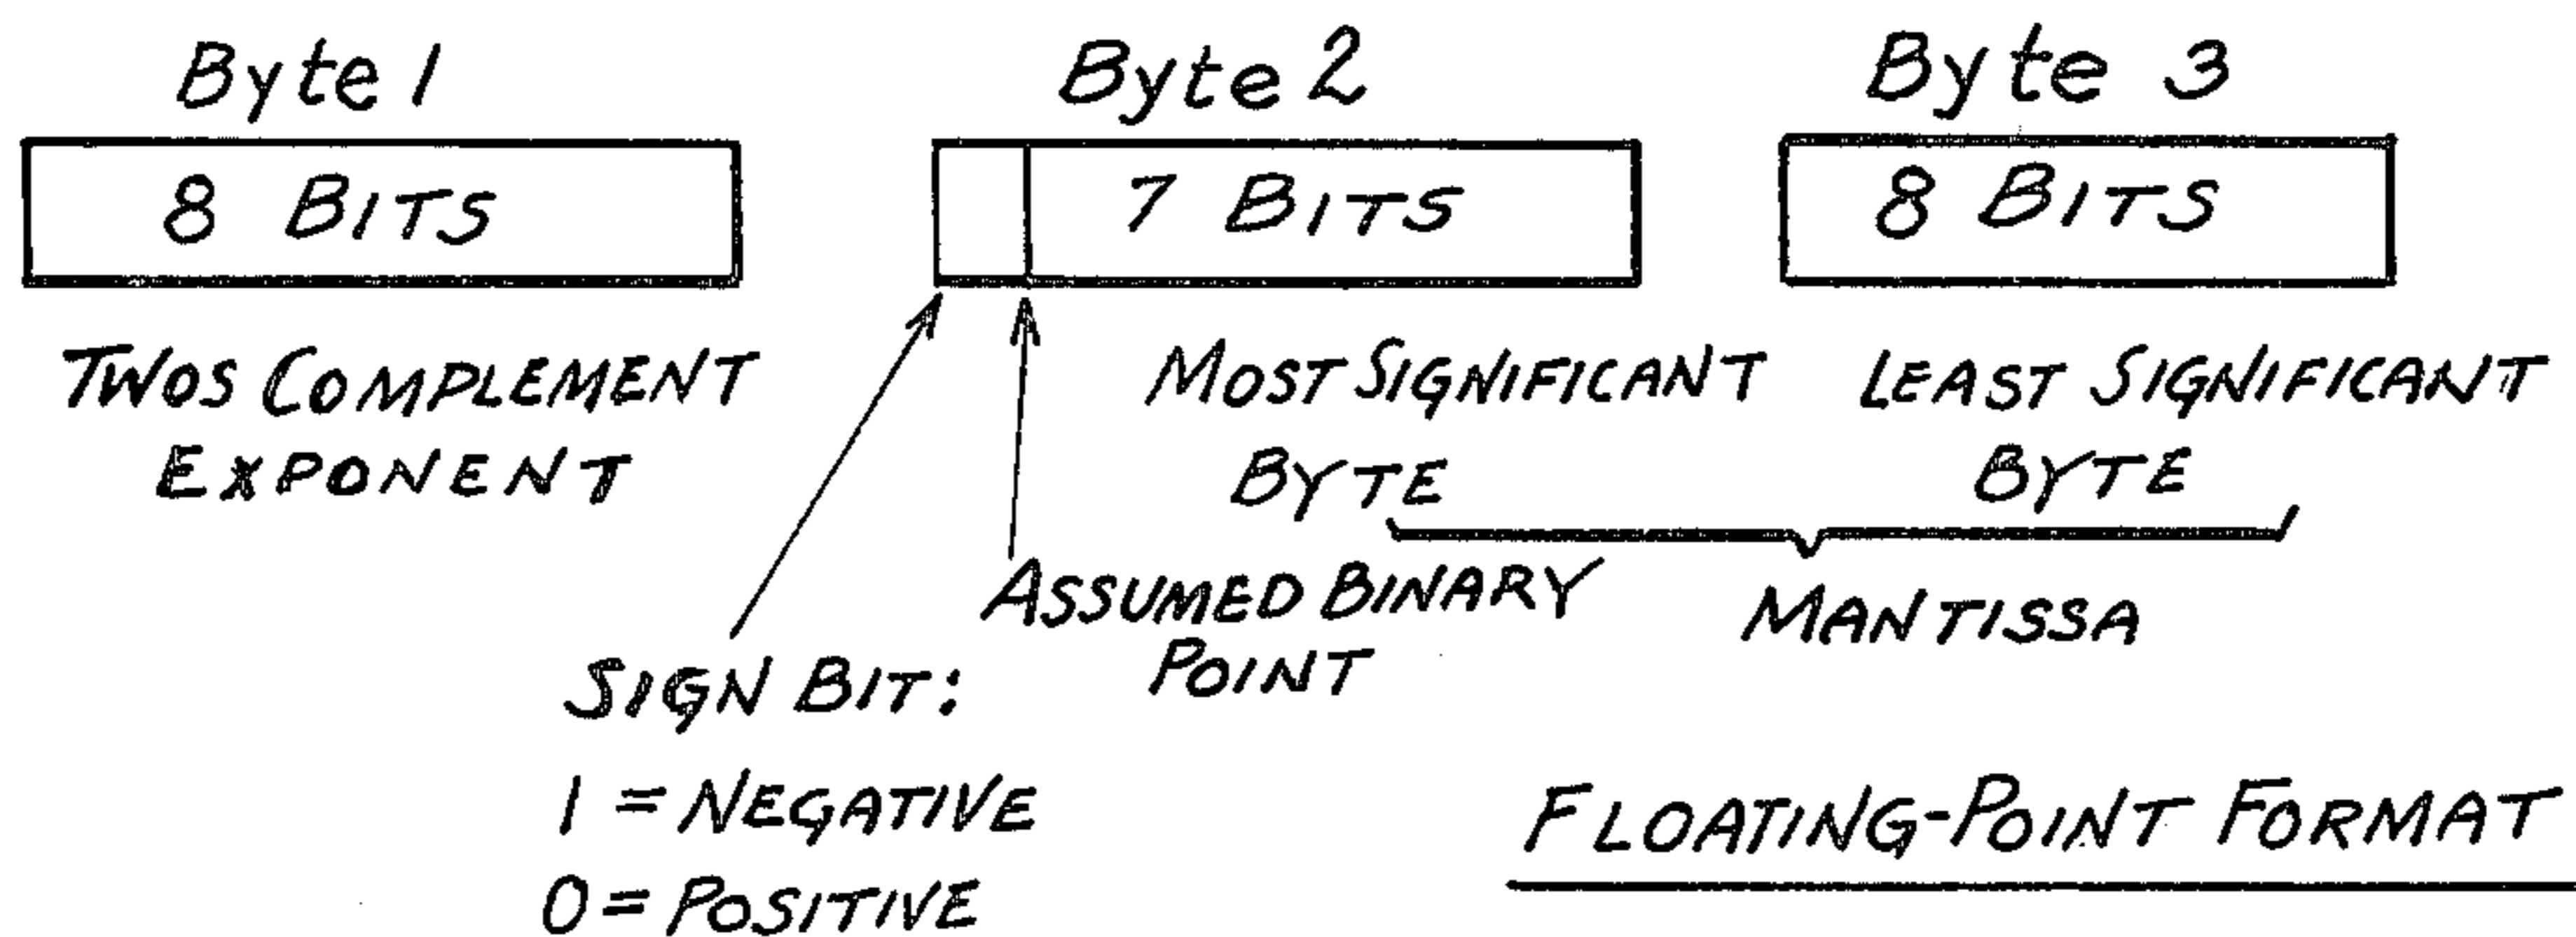 Byte 1 Byte 2 Byte 3
8 BITS 7 BITS 8 BITS
TWOS COMPLEMENT
EXPONENT
MOST SIGNIFICANT
BYTE
LEAST SIGNIFICANT
BYTE
ASSUMED BINARY
POINT
MANTISSA
SIGN BIT:
1 = NEGATIVE
0 = POSITIVE
FLOATING-POINT FORMAT